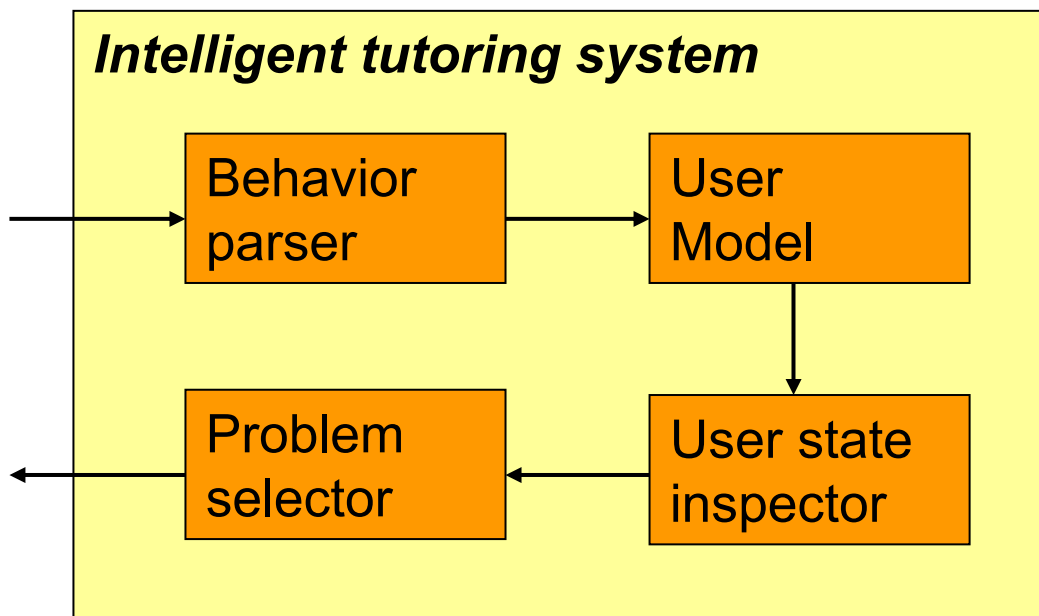 Intelligent tutoring system
Behavior
parser
User
Model
Problem
selector
User state
inspector